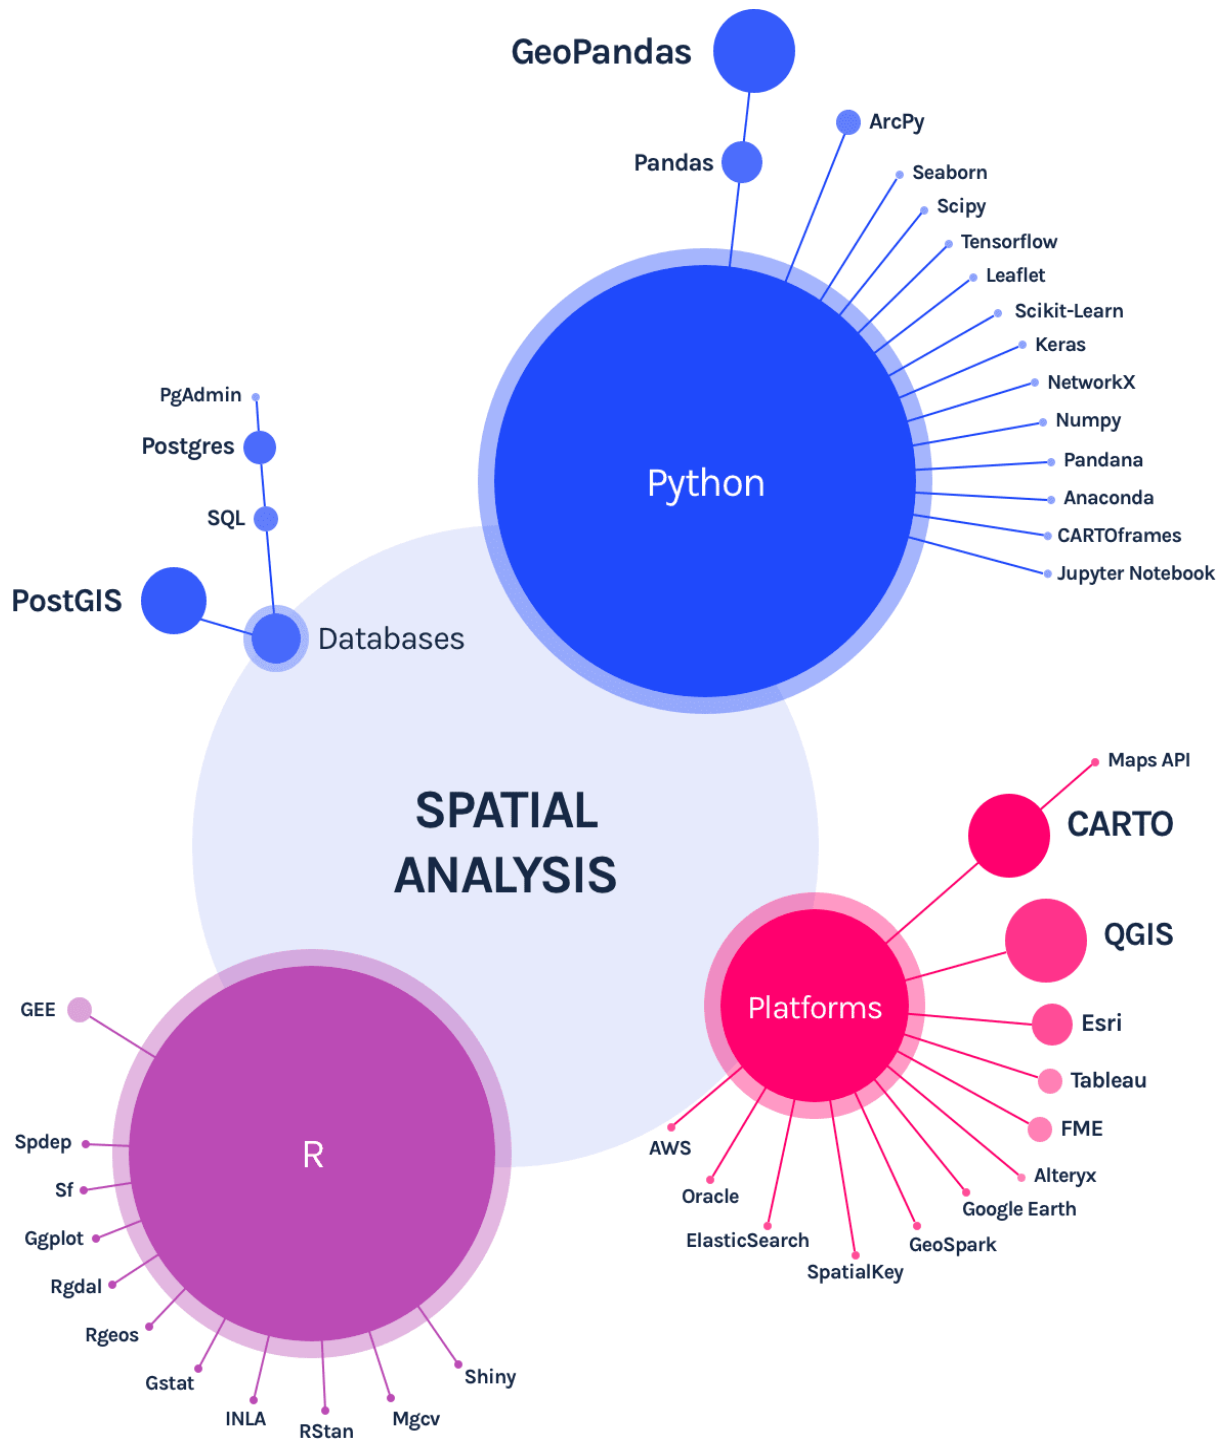 GeoPandas
ArcPy
Pandas
Seaborn
Scipy
Tensorflow
Leaflet
Scikit-Learn
Keras
NetworkX
Numpy
Pandana
Anaconda
CARTOframes
Jupyter Notebook
Python
PgAdmin
Postgres
SQL
PostGIS
Databases
SPATIAL
ANALYSIS
Maps API
CARTO
QGIS
Esri
Tableau
FME
Alteryx
Google Earth
GeoSpark
SpatialKey
ElasticSearch
Oracle
AWS
Platforms
GEE
Spdep
Sf
Ggplot
Rgdal
Rgeos
Gstat
INLA
RStan
Mgcv
Shiny
R